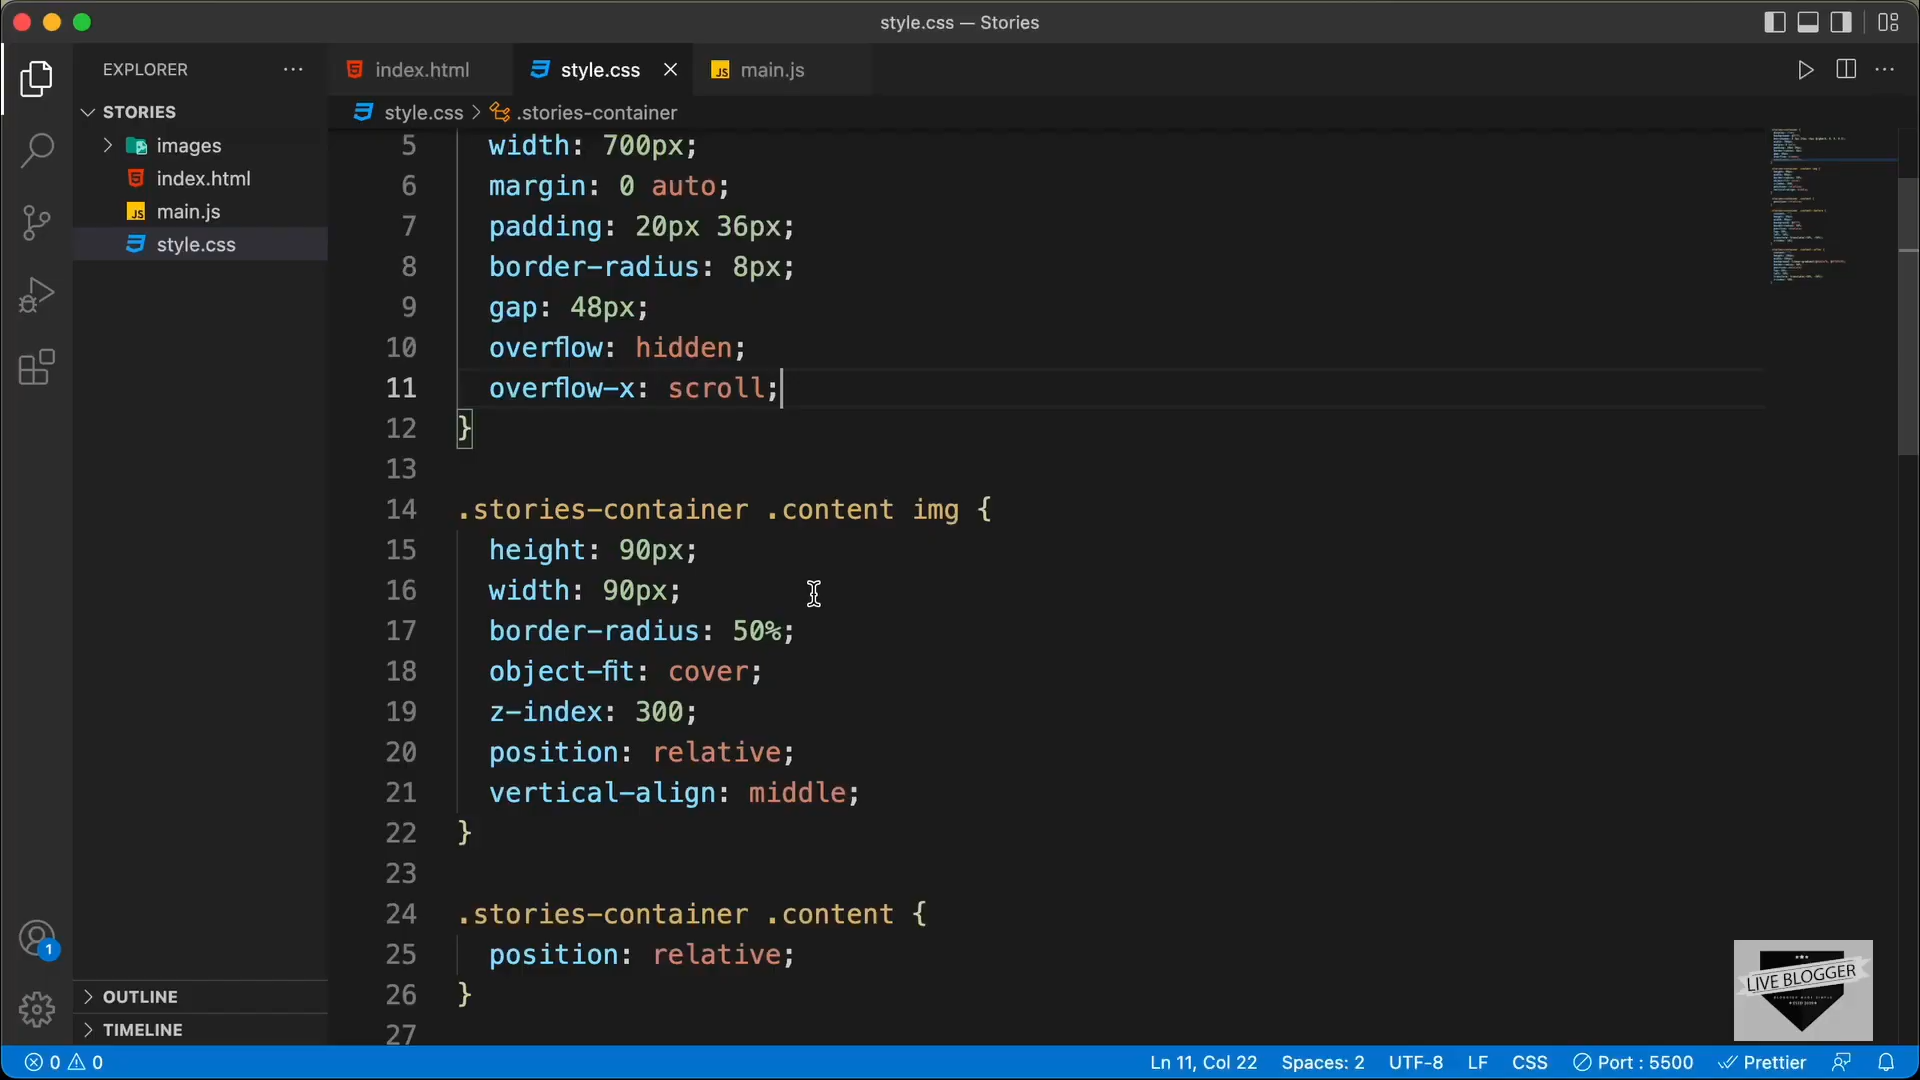 style.css — Stories
EXPLORER
index.html
style.css
main.js
STORIES
style.css > .stories-container
images
index.html
main.js
style.css
5 width: 700px;
6 margin: 0 auto;
7 padding: 20px 36px;
8 border-radius: 8px;
9 gap: 48px;
10 overflow: hidden;
11 overflow-x: scroll;
12 }
13
14 .stories-container .content img {
15 height: 90px;
16 width: 90px;
17 border-radius: 50%;
18 object-fit: cover;
19 z-index: 300;
20 position: relative;
21 vertical-align: middle;
22 }
23
24 .stories-container .content {
25 position: relative;
26 }
27
1
OUTLINE
TIMELINE
LIVE BLOGGER
0 0
Ln 11, Col 22
Spaces: 2
UTF-8
LF
CSS
Port : 5500
Prettier